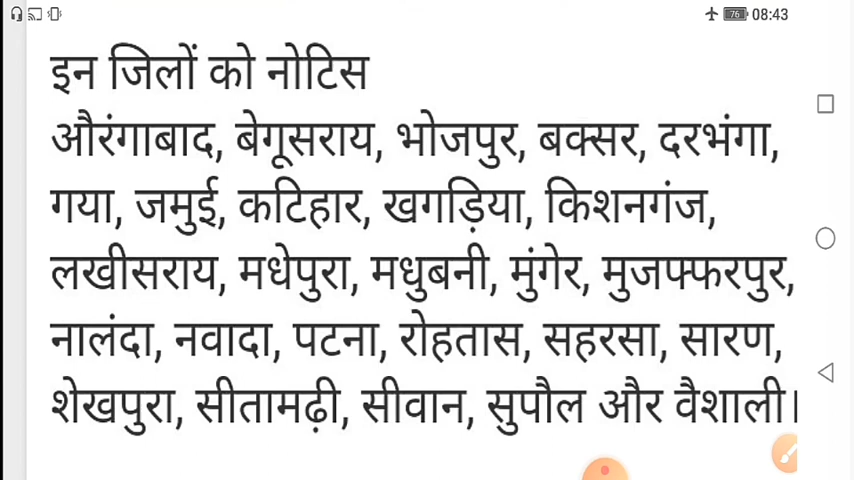 76 08:43
इन जिलों को नोटिस
औरंगाबाद, बेगूसराय, भोजपुर, बक्सर, दरभंगा,
गया, जमुई, कटिहार, खगड़िया, किशनगंज,
लखीसराय, मधेपुरा, मधुबनी, मुंगेर, मुजफ्फरपुर,
नालंदा, नवादा, पटना, रोहतास, सहरसा, सारण,
शेखपुरा, सीतामढ़ी, सीवान, सुपौल और वैशाली।